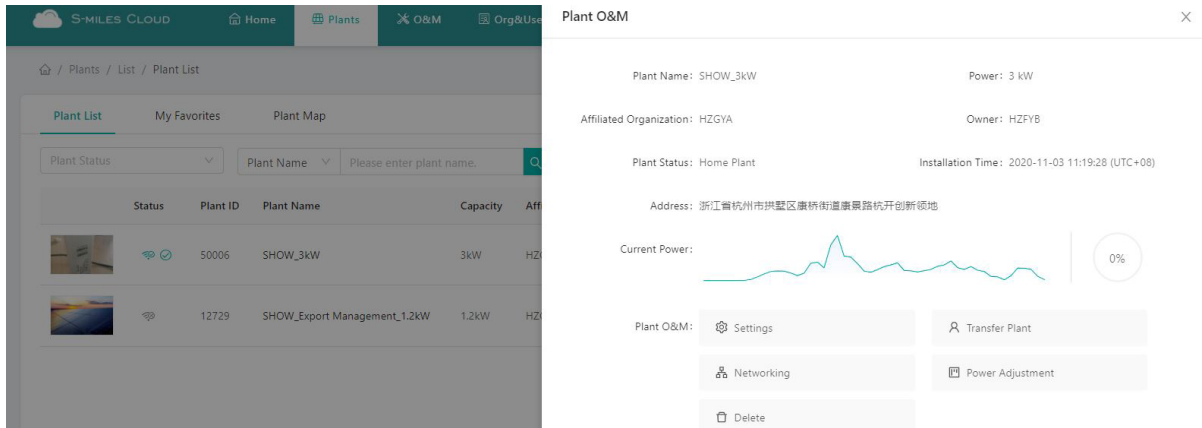 S-MILES CLOUD
Home
Plants
O&M
Org&Use
/ Plants / List / Plant List
Plant List
My Favorites
Plant Map
Plant Status
Plant Name
Please enter plant name.
Status
Plant ID
Plant Name
Capacity
Affi
50006
SHOW_3kW
3kW
HZ
12729
SHOW_Export Management_1.2kW
1.2kW
HZ
Plant O&M
Plant Name: SHOW_3kW
Power: 3 kW
Affiliated Organization: HZGYA
Owner: HZFYB
Plant Status: Home Plant
Installation Time: 2020-11-03 11:19:28 (UTC+08)
Address: 浙江省杭州市拱墅区康桥街道康景路杭开创新领地
Current Power:
0%
Plant O&M:
Settings
Transfer Plant
Networking
Power Adjustment
Delete